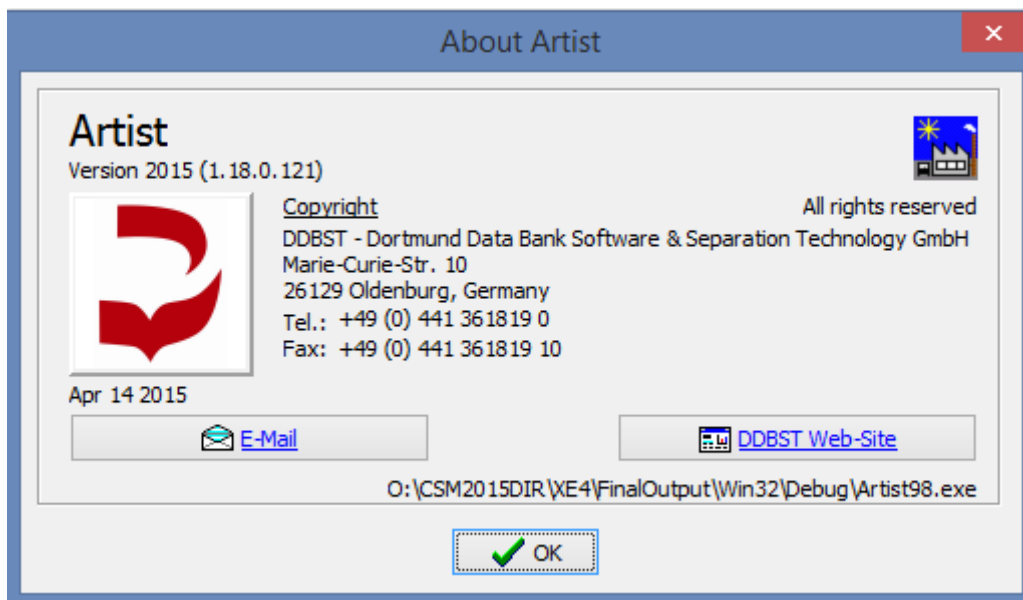 About Artist
Artist
Version 2015 (1.18.0.121)
Copyright All rights reserved
DDBST - Dortmund Data Bank Software & Separation Technology GmbH
Marie-Curie-Str. 10
26129 Oldenburg, Germany
Tel.: +49 (0) 441 361819 0
Fax: +49 (0) 441 361819 10
Apr 14 2015
E-Mail DDBST Web-Site
O:\CSM2015DIR\XE4\FinalOutput\Win32\Debug\Artist98.exe
OK